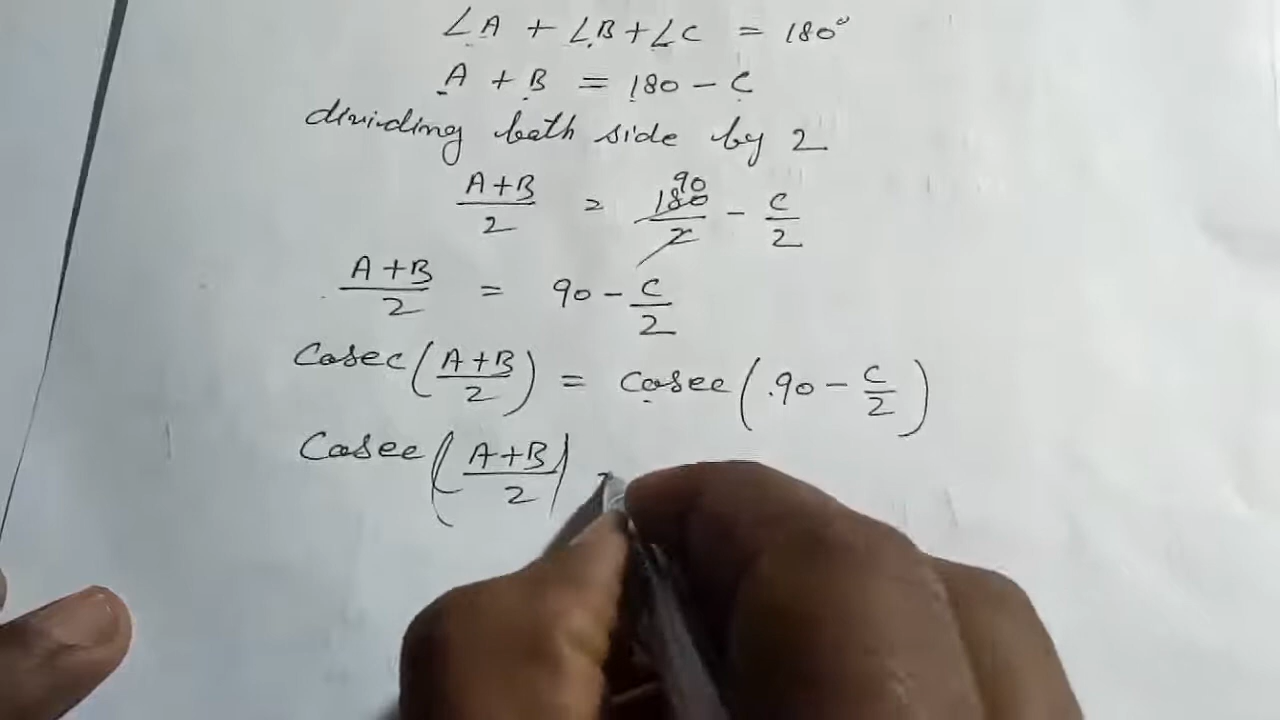 ∠A + ∠B + ∠C = 180°
A + B = 180 - C
dividing both side by 2
(A+B)/2 = 180/2 90 - C/2
(A+B)/2 = 90 - C/2
Cosec((A+B)/2) = cosec(90 - C/2)
Cosec((A+B)/2)